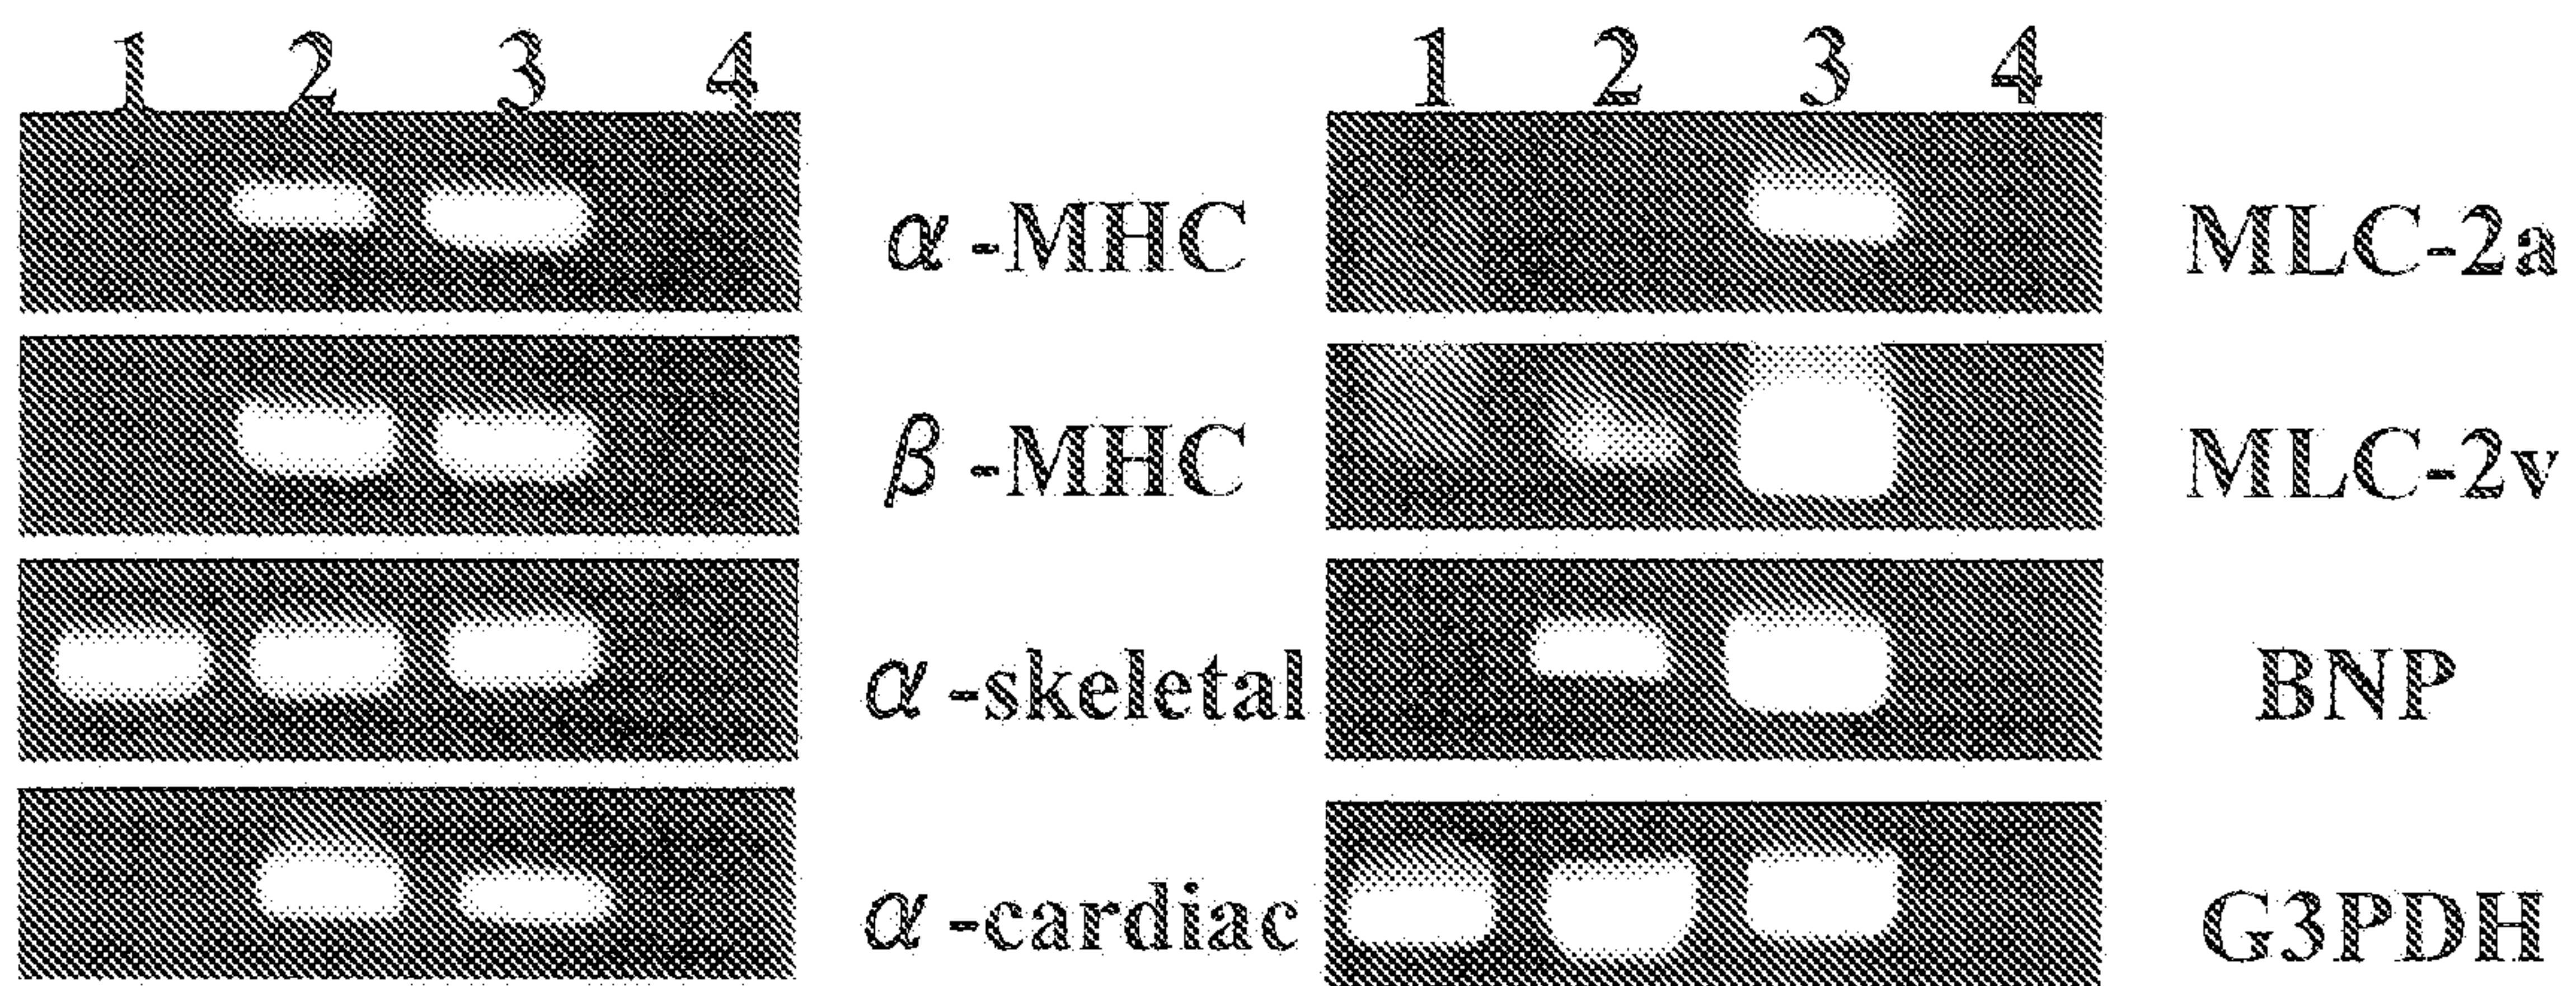 1 2 3 4 1 2 3 4
α-MHC MLC-2a
β-MHC MLC-2v
α-skeletal BNP
α-cardiac G3PDH